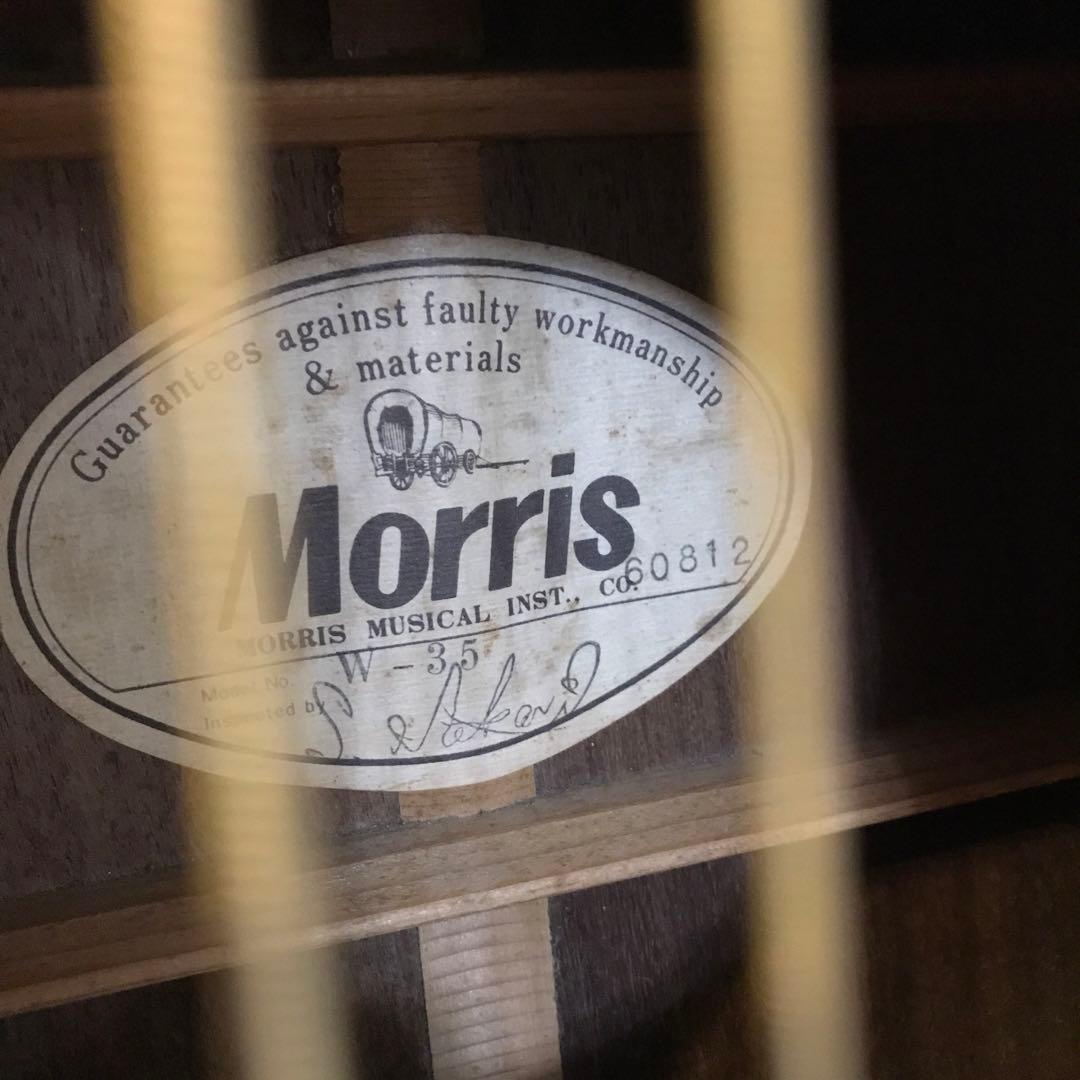 Guarantees against faulty workmanship
& materials
Morris
60812
MORRIS MUSICAL INST., CO.
Model No. W-35
Inspected by